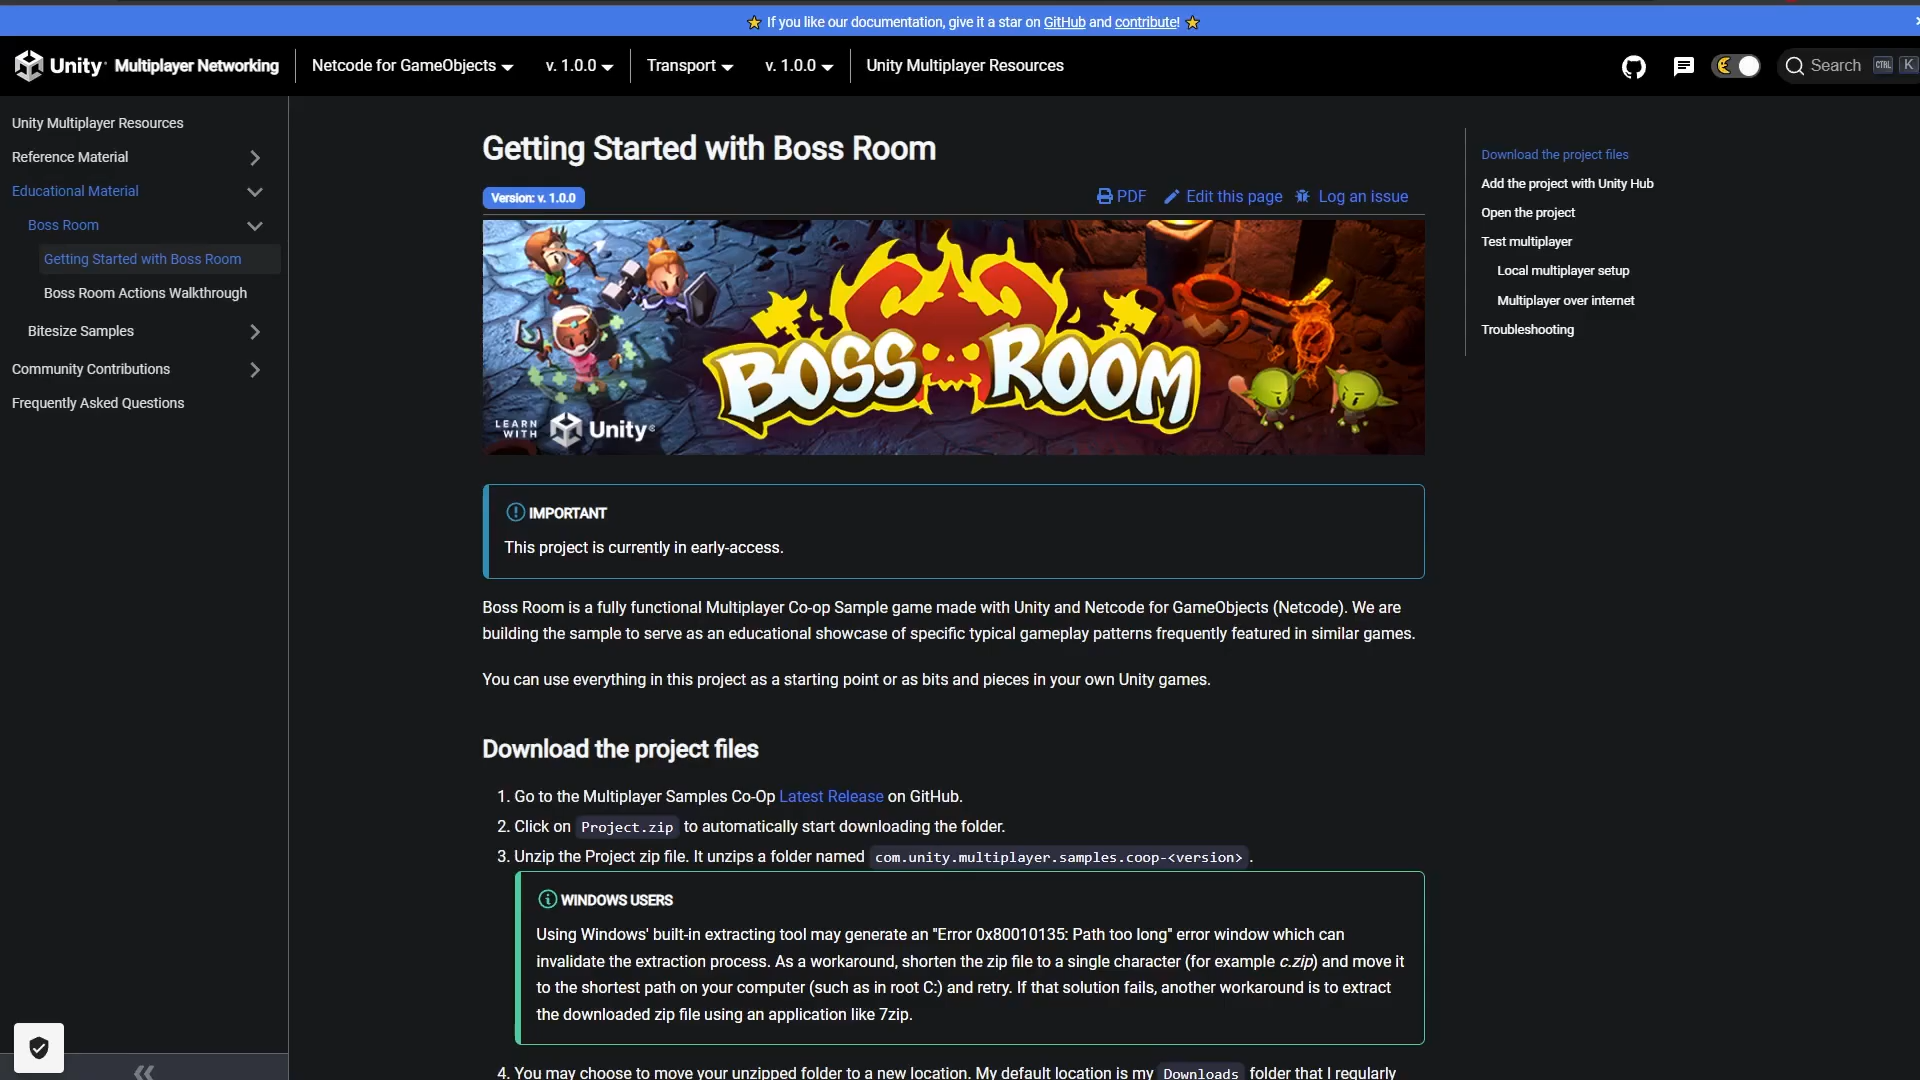 If you like our documentation, give it a star on GitHub and contribute!
Unity Multiplayer Networking
Netcode for GameObjects
v. 1.0.0
Transport
v. 1.0.0
Unity Multiplayer Resources
Search CTRL K
Unity Multiplayer Resources
Reference Material
Educational Material
Boss Room
Getting Started with Boss Room
Boss Room Actions Walkthrough
Bitesize Samples
Community Contributions
Frequently Asked Questions
Getting Started with Boss Room
Version: v. 1.0.0
PDF
Edit this page
Log an issue
BOSS ROOM
LEARN
WITH
Unity
IMPORTANT
This project is currently in early-access.
Boss Room is a fully functional Multiplayer Co-op Sample game made with Unity and Netcode for GameObjects (Netcode). We are
building the sample to serve as an educational showcase of specific typical gameplay patterns frequently featured in similar games.
You can use everything in this project as a starting point or as bits and pieces in your own Unity games.
Download the project files
1. Go to the Multiplayer Samples Co-Op Latest Release on GitHub.
2. Click on Project.zip to automatically start downloading the folder.
3. Unzip the Project zip file. It unzips a folder named com.unity.multiplayer.samples.coop-<version> .
WINDOWS USERS
Using Windows' built-in extracting tool may generate an "Error 0x80010135: Path too long" error window which can
invalidate the extraction process. As a workaround, shorten the zip file to a single character (for example c.zip) and move it
to the shortest path on your computer (such as in root C:) and retry. If that solution fails, another workaround is to extract
the downloaded zip file using an application like 7zip.
4. You may choose to move your unzipped folder to a new location. My default location is my Downloads folder that I regularly
Download the project files
Add the project with Unity Hub
Open the project
Test multiplayer
Local multiplayer setup
Multiplayer over internet
Troubleshooting